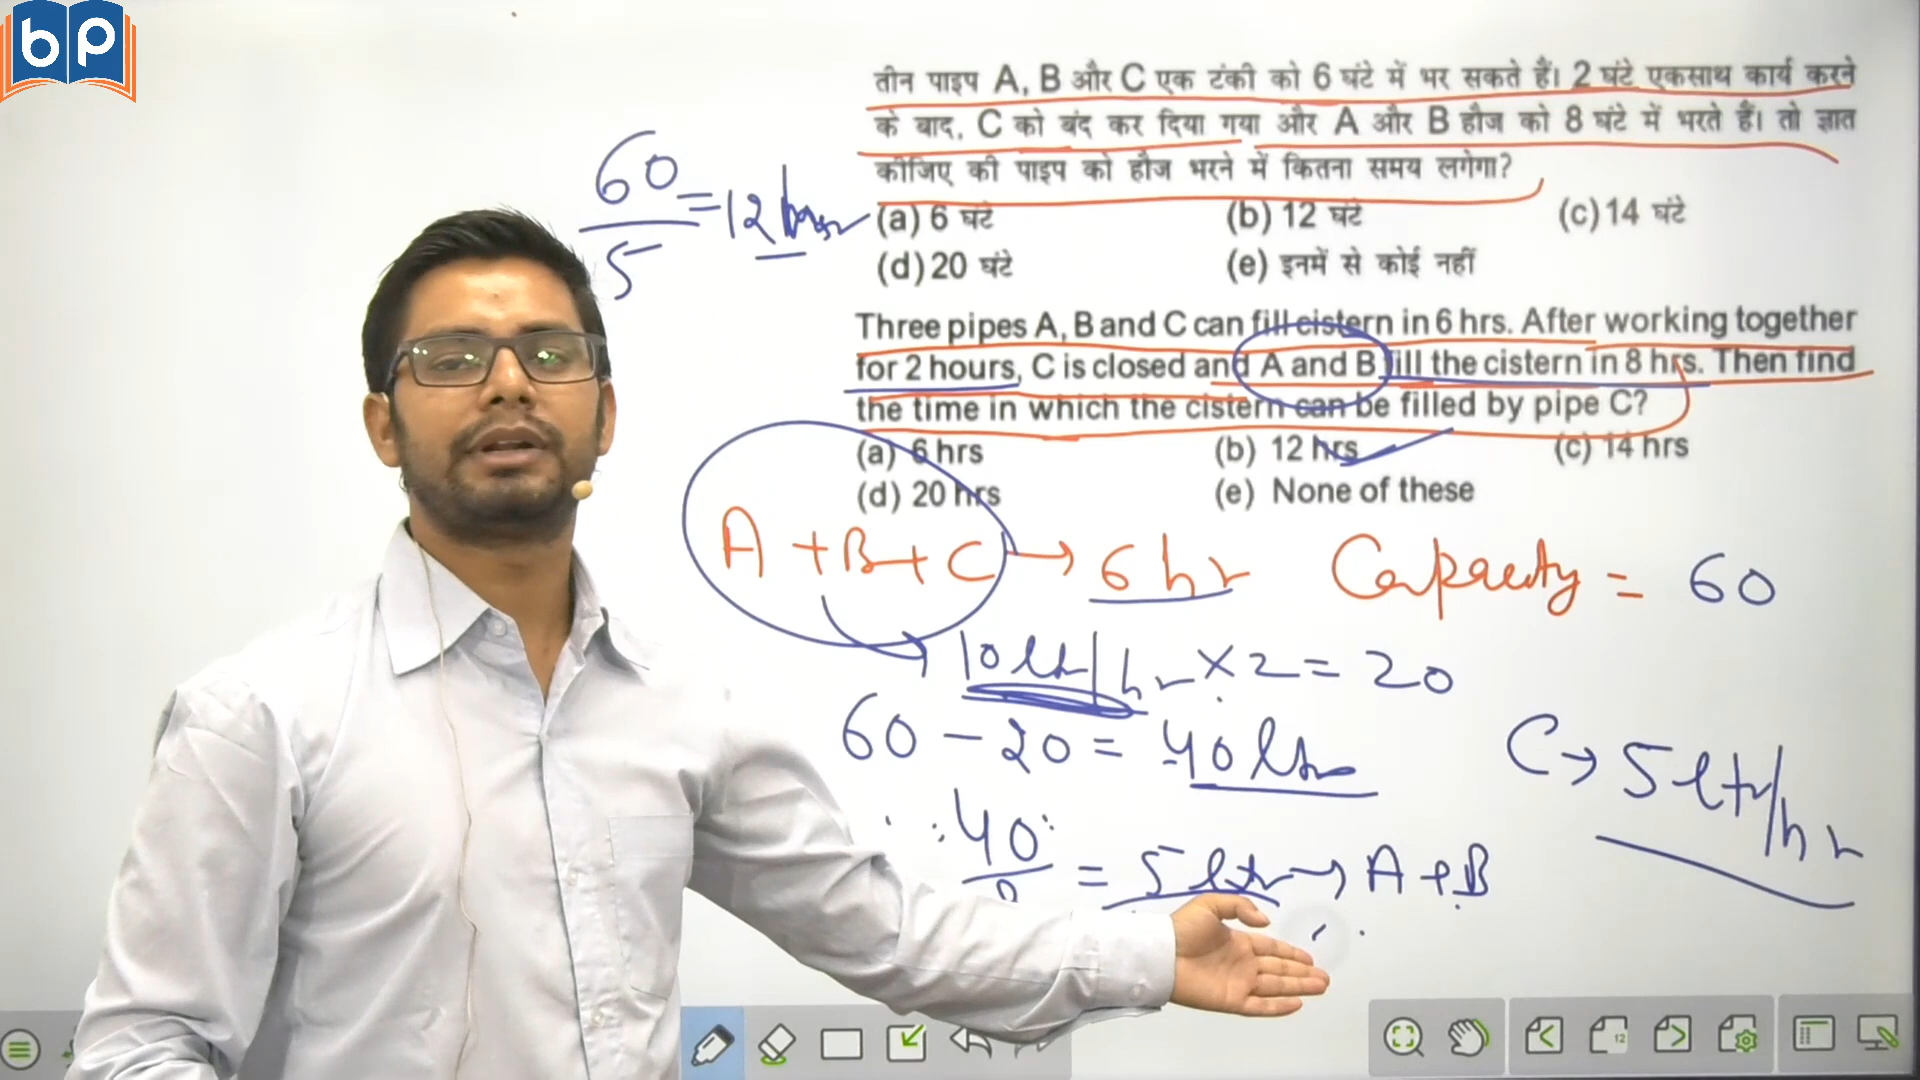 bp
तीन पाइप A, B और C एक टंकी को 6 घंटे में भर सकते हैं। 2 घंटे एकसाथ कार्य करने
के बाद, C को बंद कर दिया गया और A और B हौज को 8 घंटे में भरते हैं। तो ज्ञात
कीजिए की पाइप को हौज भरने में कितना समय लगेगा?
(a) 6 घंटे (b) 12 घंटे (c) 14 घंटे
(d) 20 घंटे (e) इनमें से कोई नहीं
60
5
=12 hrs
Three pipes A, B and C can fill cistern in 6 hrs. After working together
for 2 hours, C is closed and A and B fill the cistern in 8 hrs. Then find
the time in which the cistern can be filled by pipe C?
(a) 6 hrs (b) 12 hrs (c) 14 hrs
(d) 20 hrs (e) None of these
A + B + C → 6 hr Capacity = 60
10 ltr/hr × 2 = 20
60 - 20 = 40 ltr
C → 5 ltr/hr
40
= 5 ltr → A + B
12